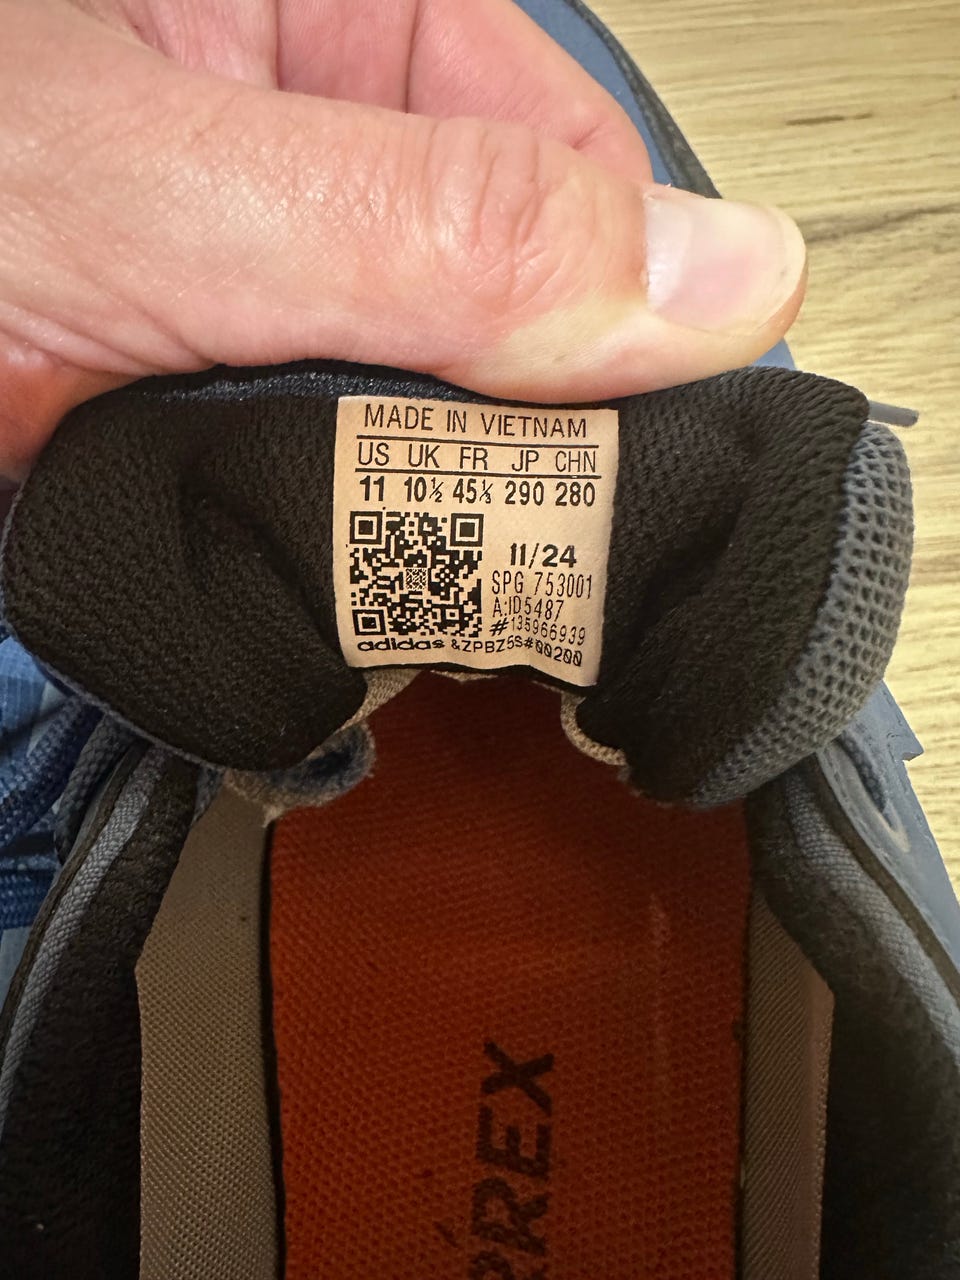 MADE IN VIETNAM
US UK FR JP CHN
11 10½ 45⅓ 290 280
11/24
SPG 753001
A:ID5487
#135966939
adidas &ZPBZ5S#00200
PREX